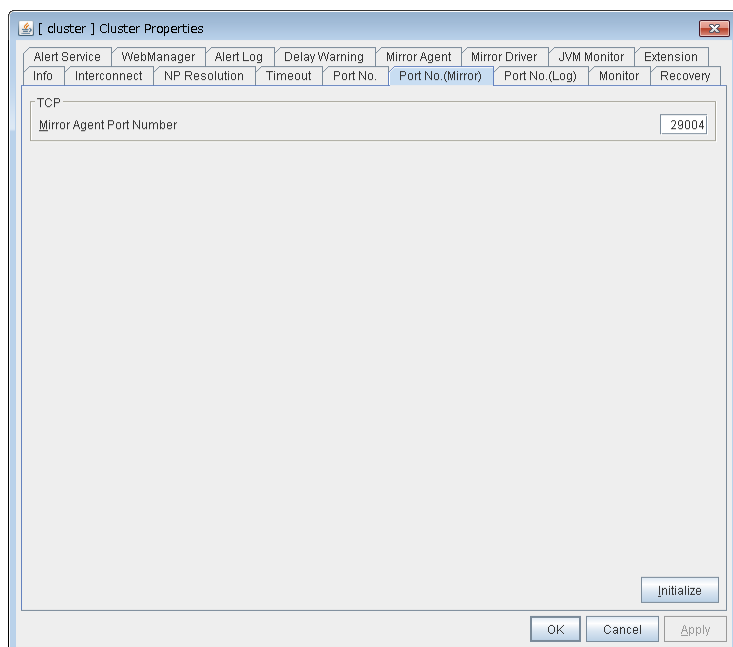 [ cluster ] Cluster Properties
Alert Service WebManager Alert Log Delay Warning Mirror Agent Mirror Driver JVM Monitor Extension
Info Interconnect NP Resolution Timeout Port No. Port No.(Mirror) Port No.(Log) Monitor Recovery
TCP
Mirror Agent Port Number 29004
Initialize
OK Cancel Apply